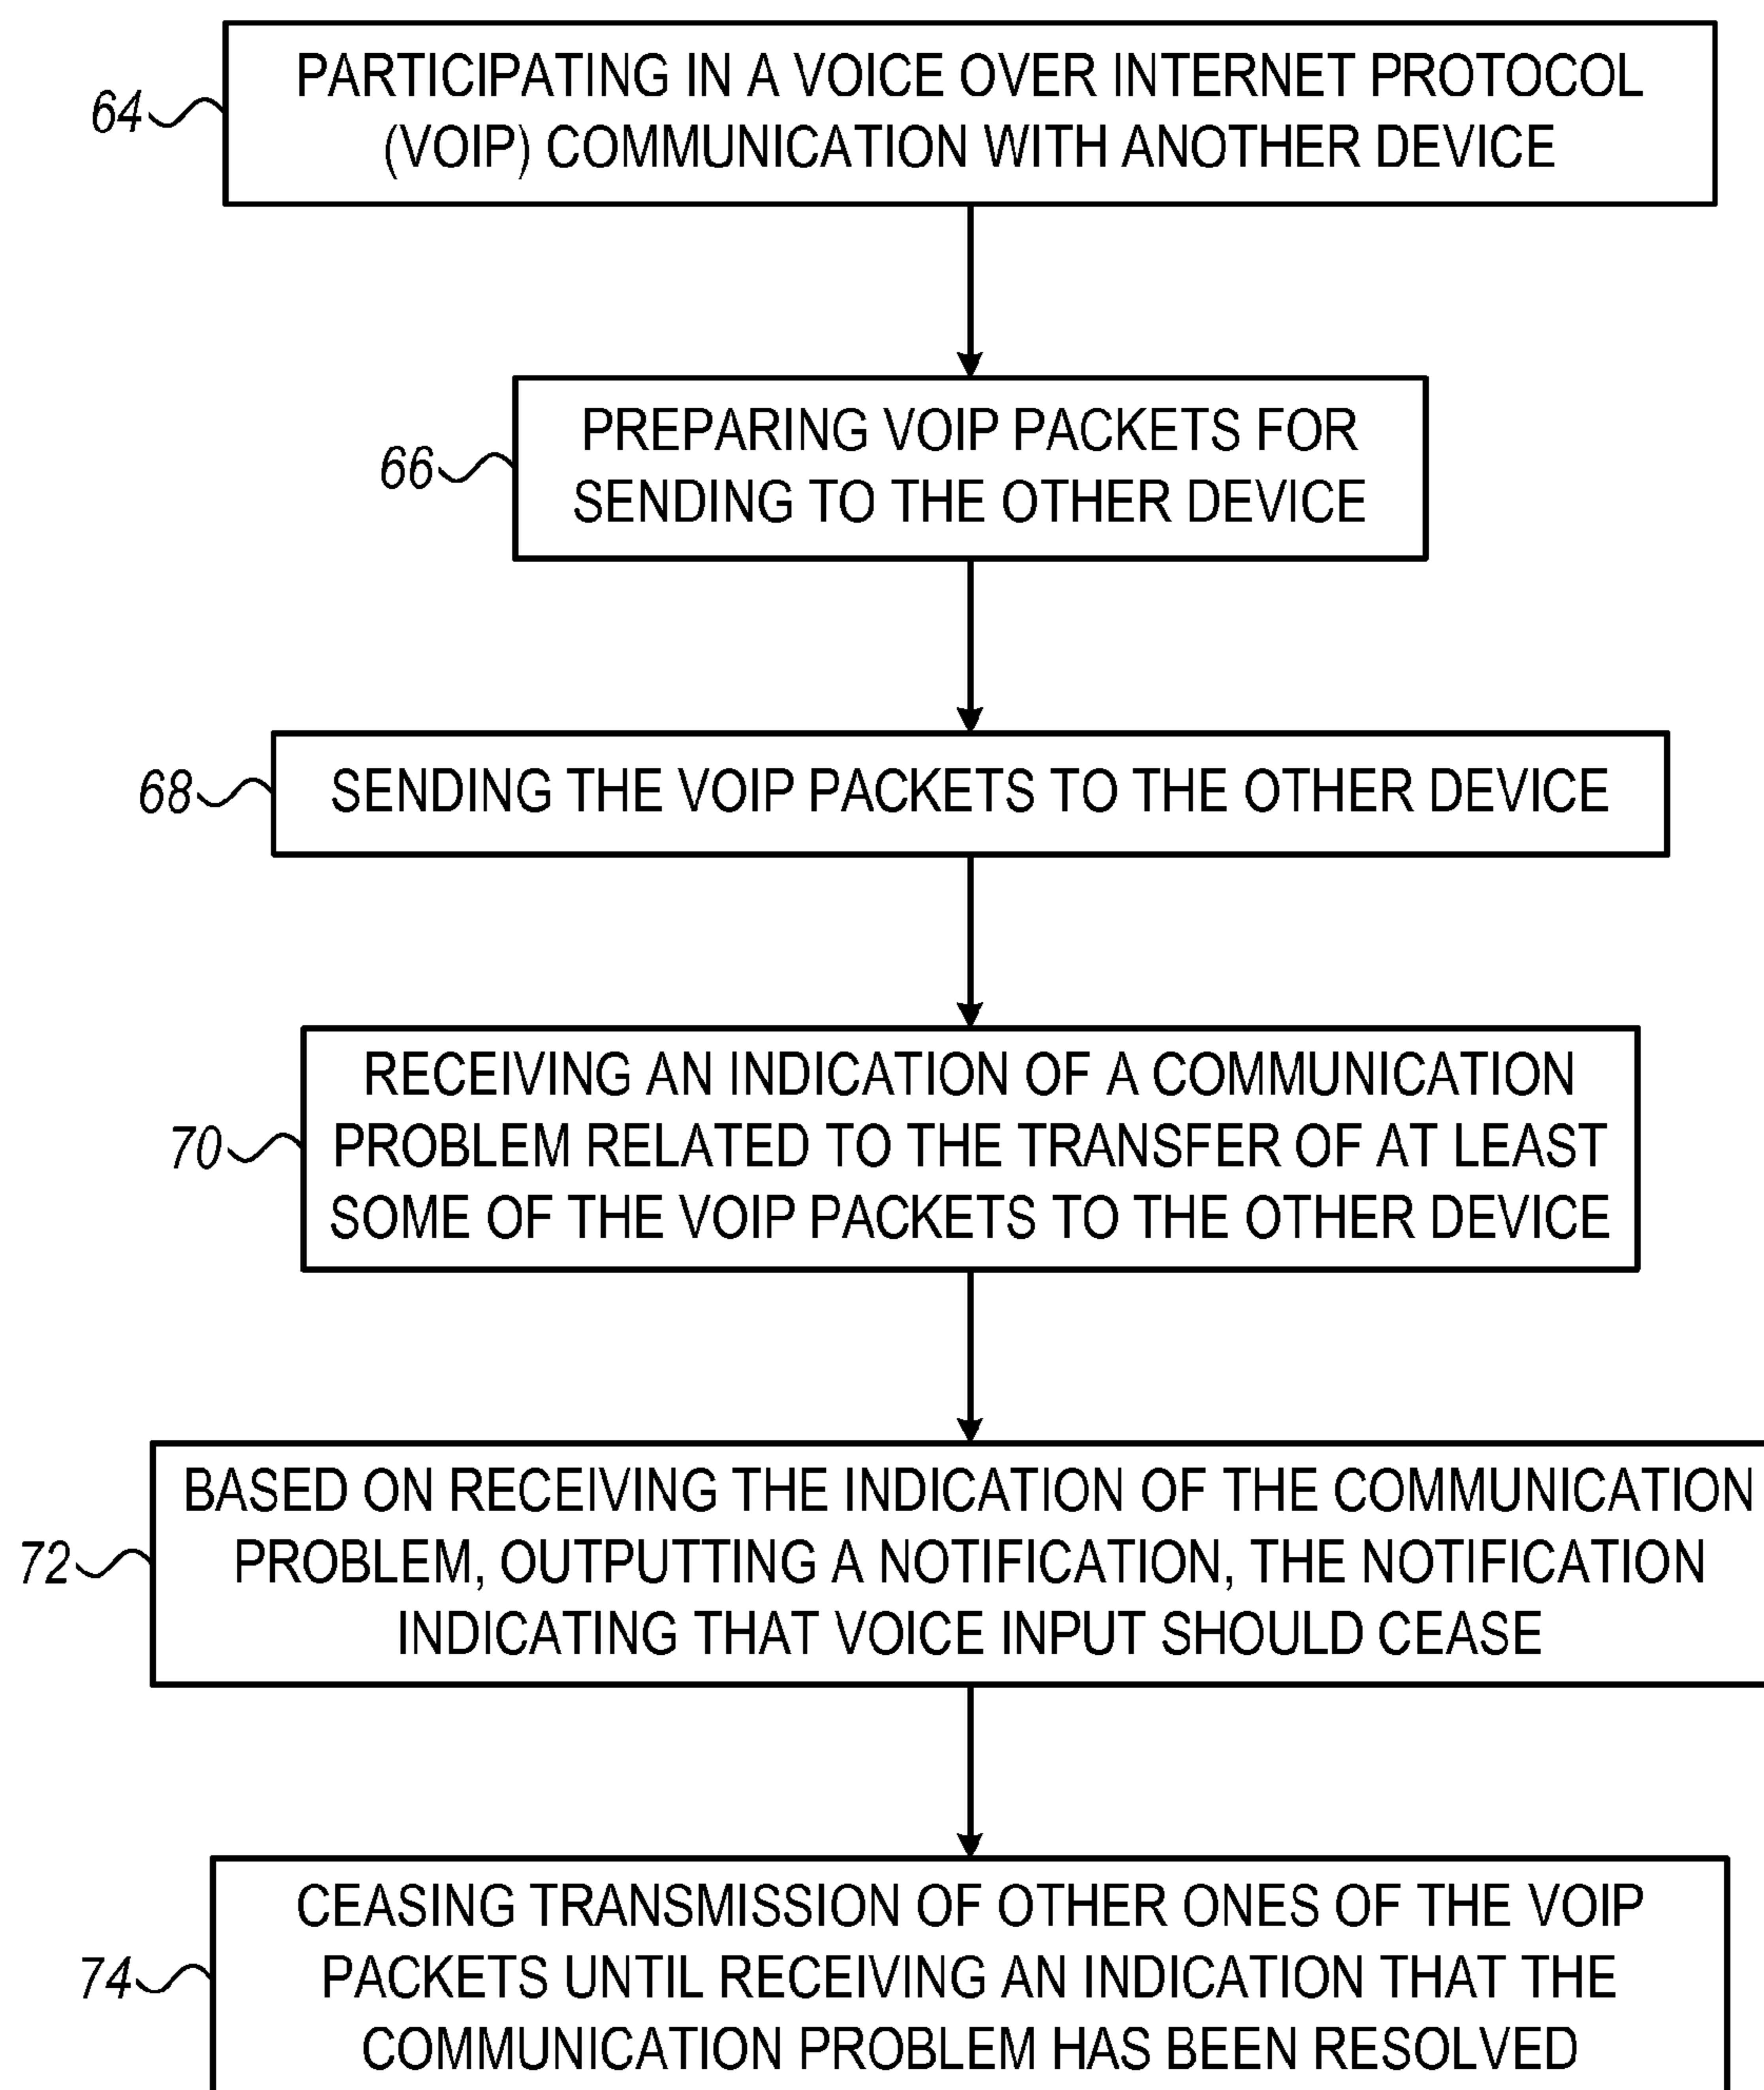 64
PARTICIPATING IN A VOICE OVER INTERNET PROTOCOL
(VOIP) COMMUNICATION WITH ANOTHER DEVICE
66
PREPARING VOIP PACKETS FOR
SENDING TO THE OTHER DEVICE
68
SENDING THE VOIP PACKETS TO THE OTHER DEVICE
70
RECEIVING AN INDICATION OF A COMMUNICATION
PROBLEM RELATED TO THE TRANSFER OF AT LEAST
SOME OF THE VOIP PACKETS TO THE OTHER DEVICE
72
BASED ON RECEIVING THE INDICATION OF THE COMMUNICATION
PROBLEM, OUTPUTTING A NOTIFICATION, THE NOTIFICATION
INDICATING THAT VOICE INPUT SHOULD CEASE
74
CEASING TRANSMISSION OF OTHER ONES OF THE VOIP
PACKETS UNTIL RECEIVING AN INDICATION THAT THE
COMMUNICATION PROBLEM HAS BEEN RESOLVED